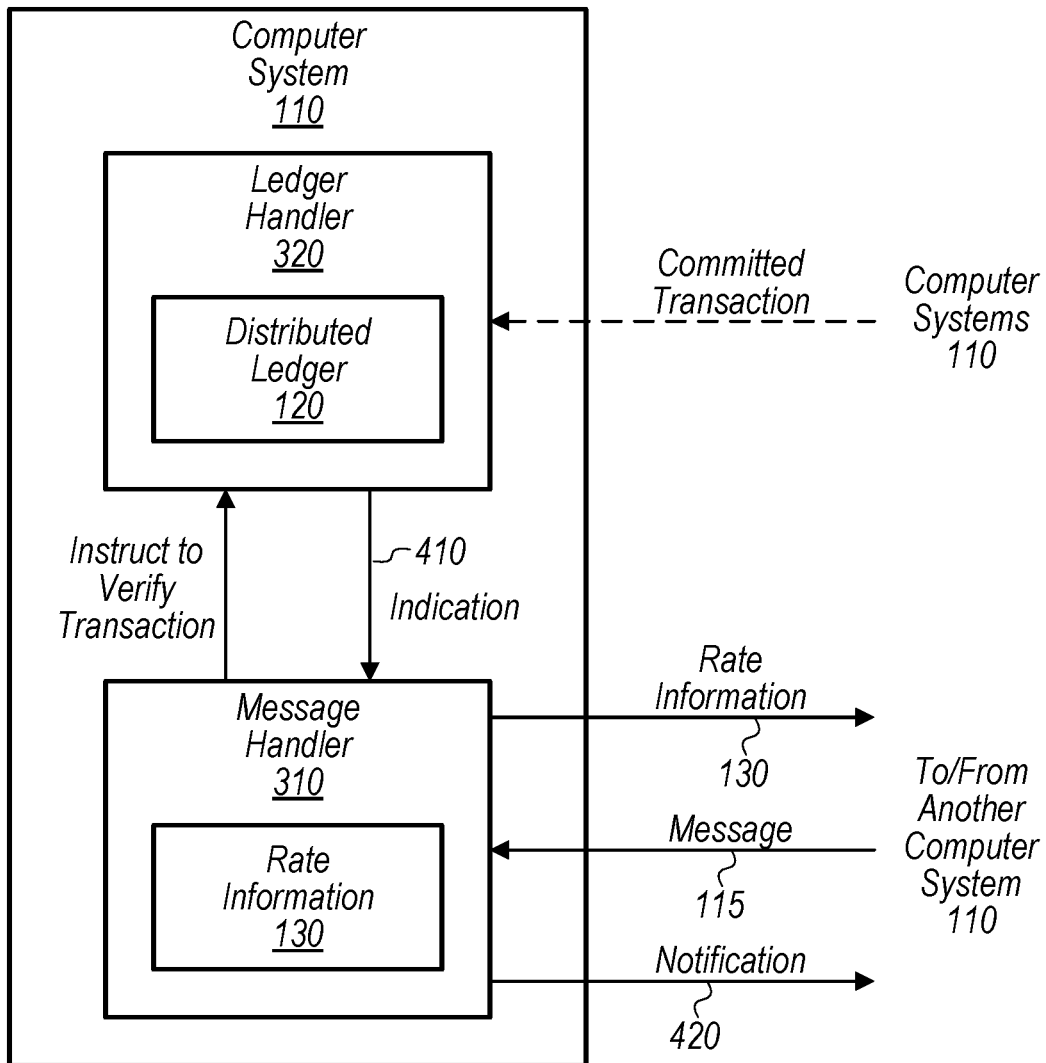 Computer
System
110
Ledger
Handler
320
Distributed
Ledger
120
Committed
Transaction
Computer
Systems
110
Instruct to
Verify
Transaction
410
Indication
Message
Handler
310
Rate
Information
130
Rate
Information
130
Message
115
Notification
420
To/From
Another
Computer
System
110